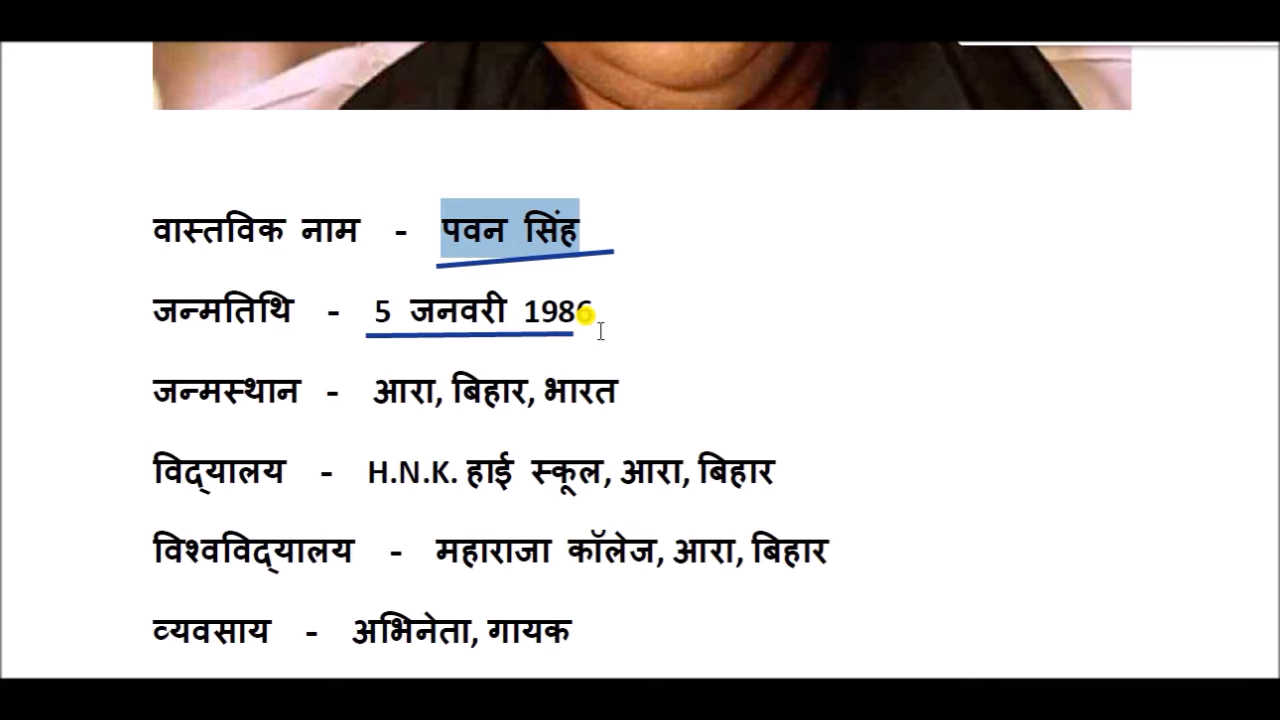 वास्तविक नाम - पवन सिंह
जन्मतिथि - 5 जनवरी 1986
जन्मस्थान - आरा, बिहार, भारत
विद्यालय - H.N.K. हाई स्कूल, आरा, बिहार
विश्वविद्यालय - महाराजा कॉलेज, आरा, बिहार
व्यवसाय - अभिनेता, गायक